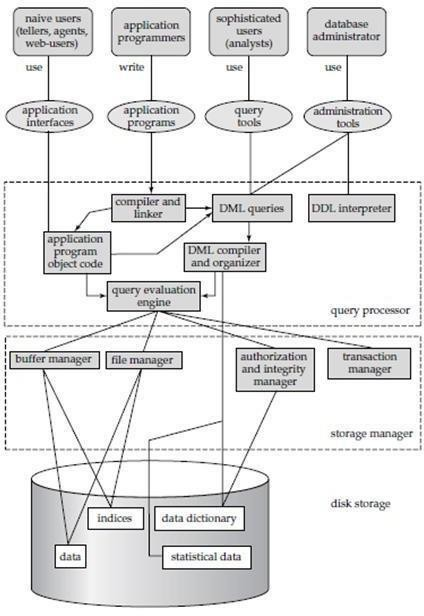 naive users
(tellers, agents,
web-users)
application
programmers
sophisticated
users
(analysts)
database
administrator
use
write
use
use
application
interfaces
application
programs
query
tools
administration
tools
compiler and
linker
DML queries
DDL interpreter
application
program
object code
DML compiler
and organizer
query evaluation
engine
query processor
buffer manager
file manager
authorization
and integrity
manager
transaction
manager
storage manager
disk storage
indices
data dictionary
data
statistical data